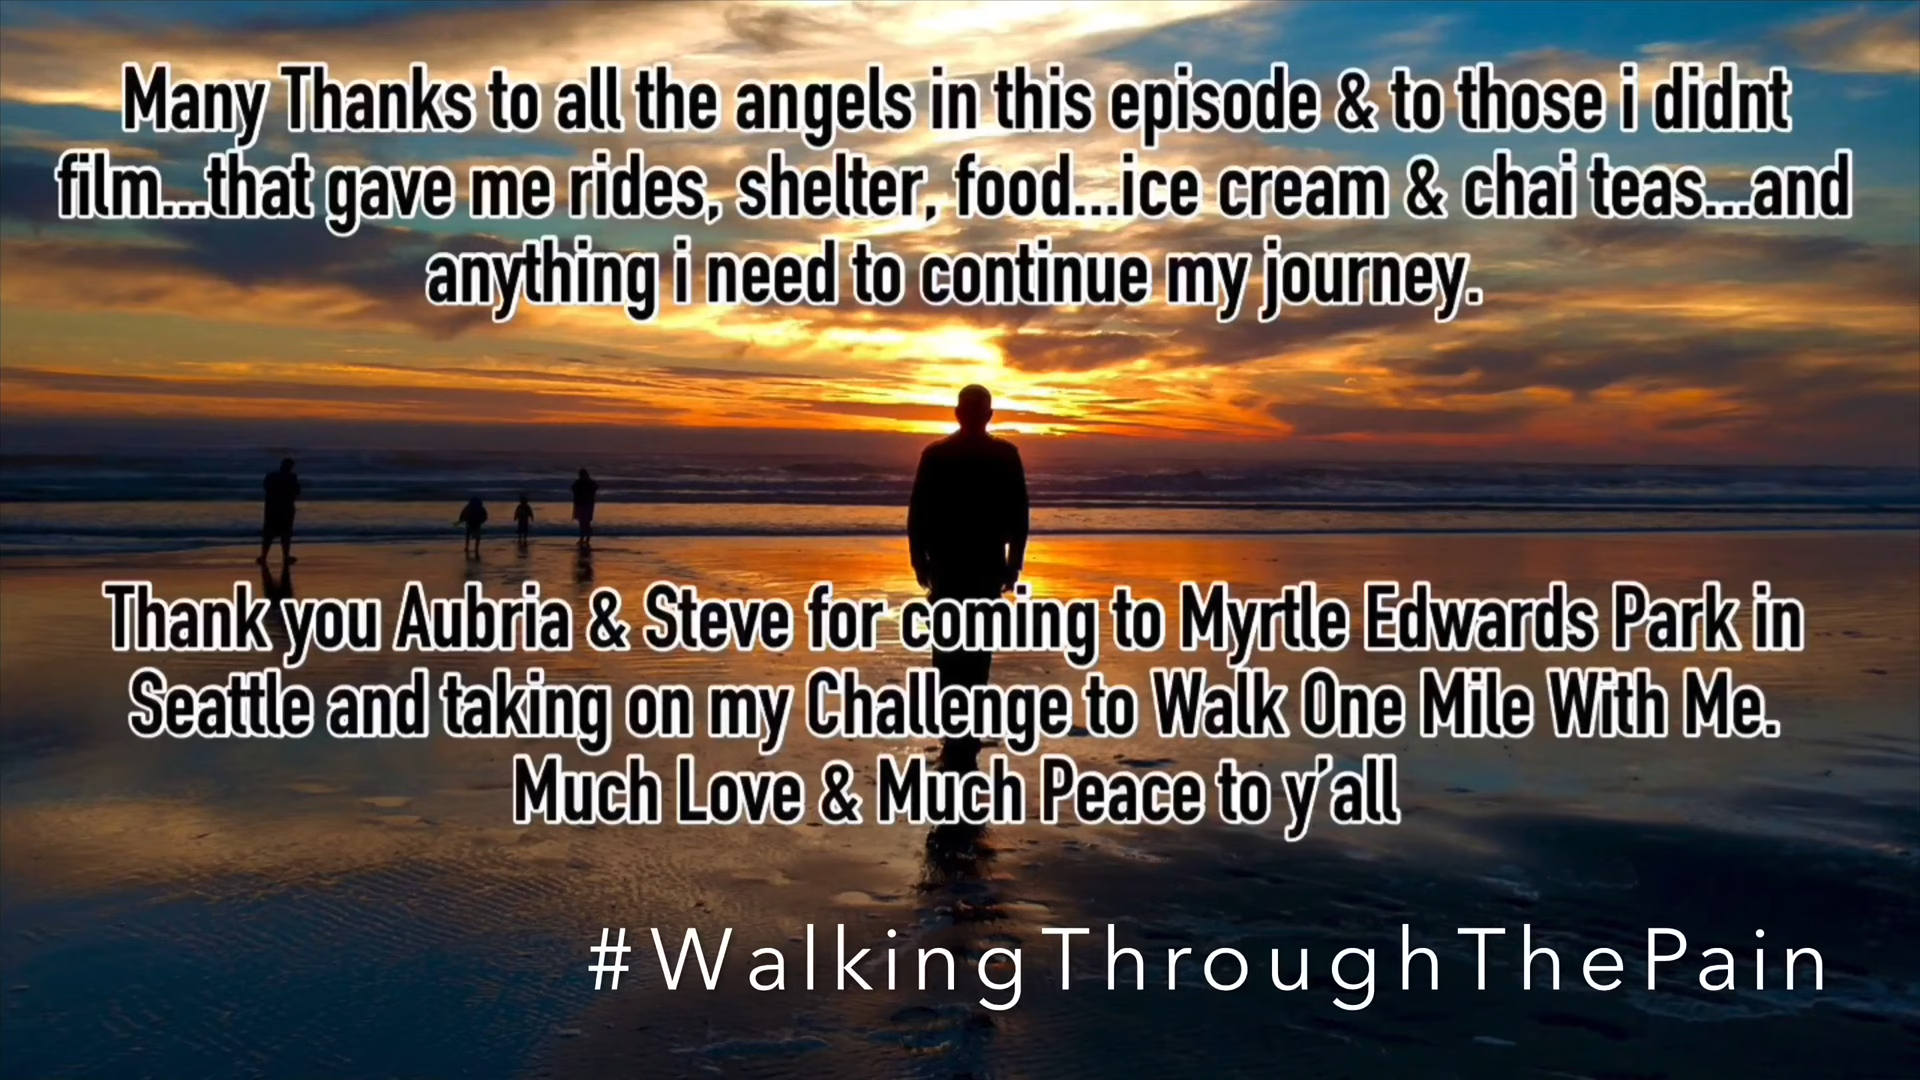 Many Thanks to all the angels in this episode & to those i didnt
film...that gave me rides, shelter, food...ice cream & chai teas...and
anything i need to continue my journey.
Thank you Aubria & Steve for coming to Myrtle Edwards Park in
Seattle and taking on my Challenge to Walk One Mile With Me.
Much Love & Much Peace to y'all
#WalkingThroughThePain